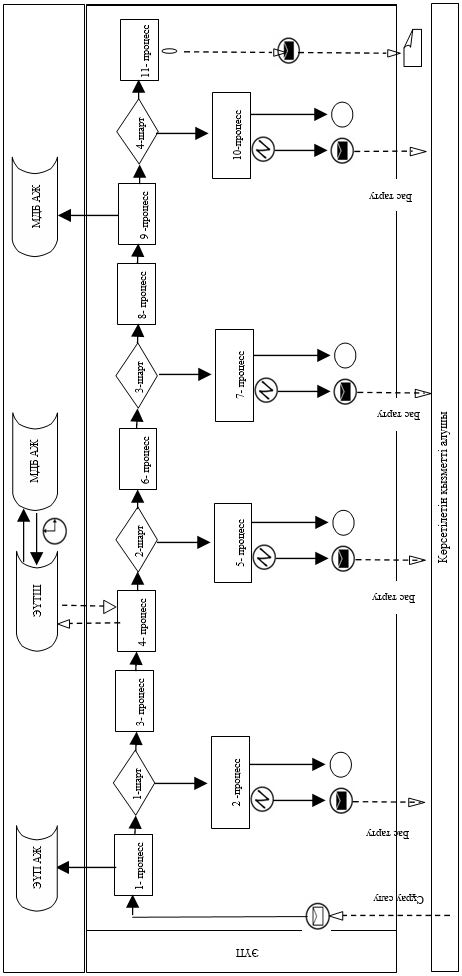 ЭҮП АЖ
ЭҮТШ
МДБ АЖ
МДБ АЖ
ЭҮП
1- процесс
1-шарт
3- процесс
4- процесс
2-шарт
6- процесс
3-шарт
8- процесс
9 -процесс
4-шарт
11- процесс
2 -процесс
5- процесс
7- процесс
10-процесс
Сұрау салу
Бас тарту
Бас тарту
Бас тарту
Бас тарту
Көрсетілетін қызметті алушы